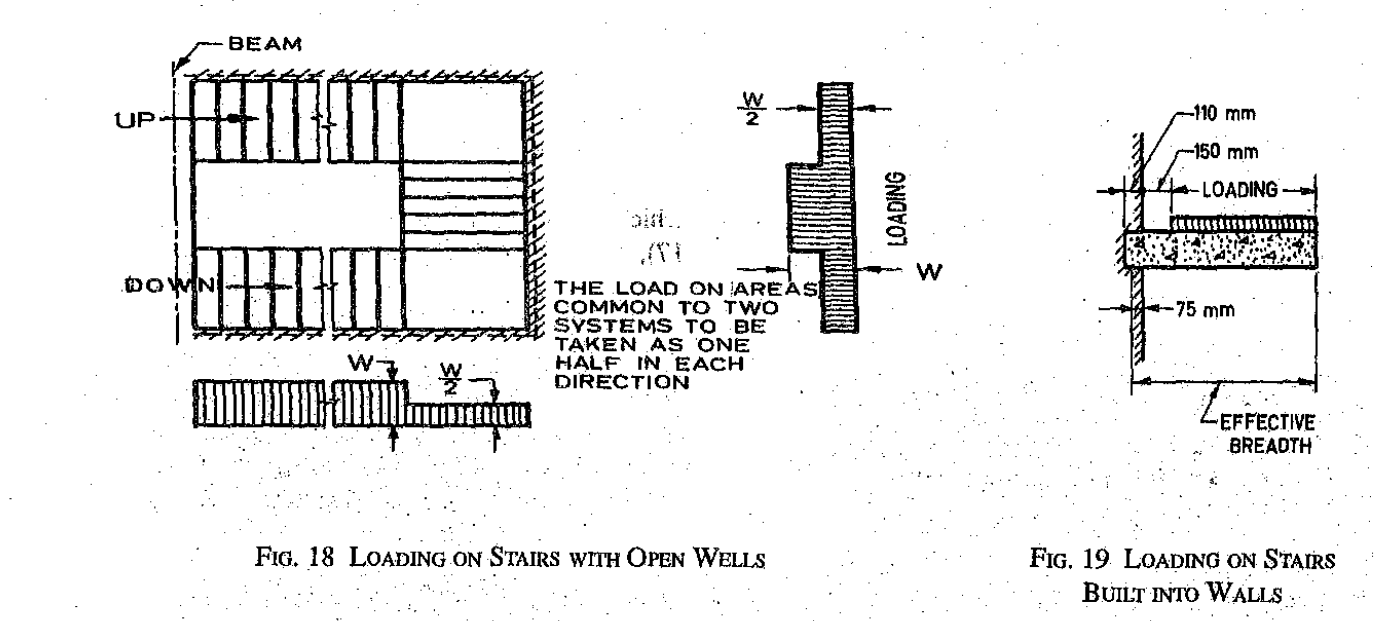 BEAM
UP
DOWN
W
W
2
THE LOAD ON AREAS
COMMON TO TWO
SYSTEMS TO BE
TAKEN AS ONE
HALF IN EACH
DIRECTION
W
2
LOADING
W
110 mm
150 mm
LOADING
75 mm
EFFECTIVE
BREADTH
FIG. 18 LOADING ON STAIRS WITH OPEN WELLS
FIG. 19 LOADING ON STAIRS
BUILT INTO WALLS